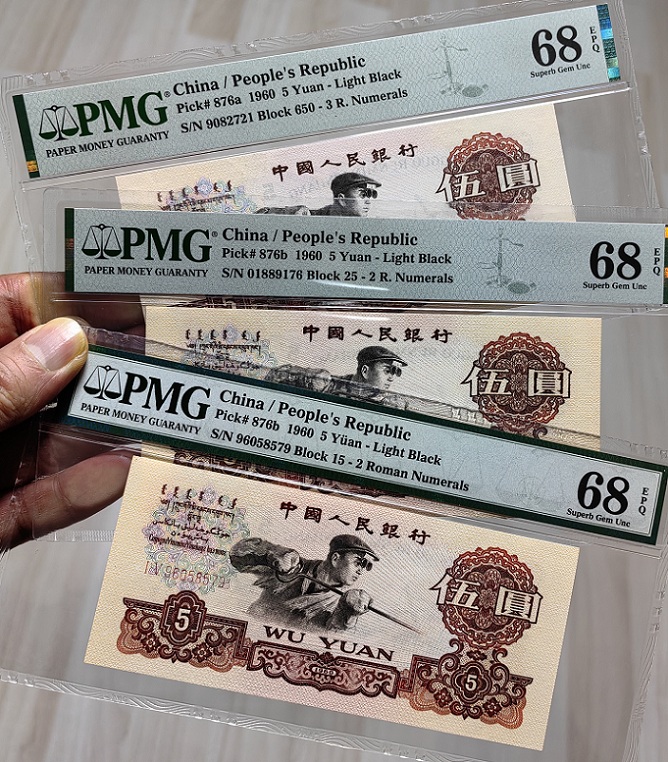 PMG®
PAPER MONEY GUARANTY
China / People's Republic
Pick# 876a 1960 5 Yuan - Light Black
S/N 9082721 Block 650 - 3 R. Numerals
68
EPQ
Superb Gem Unc
中國人民銀行
伍圓
PMG®
PAPER MONEY GUARANTY
China / People's Republic
Pick# 876b 1960 5 Yuan - Light Black
S/N 01889176 Block 25 - 2 R. Numerals
68
EPQ
Superb Gem Unc
中國人民銀行
伍圓
PMG
PAPER MONEY GUARANTY
China / People's Republic
Pick# 876b 1960 5 Yüan - Light Black
S/N 96058579 Block 15 - 2 Roman Numerals
68
EPQ
Superb Gem Unc
中國人民銀行
96058579
伍圓
5
WU YUAN
1960
5